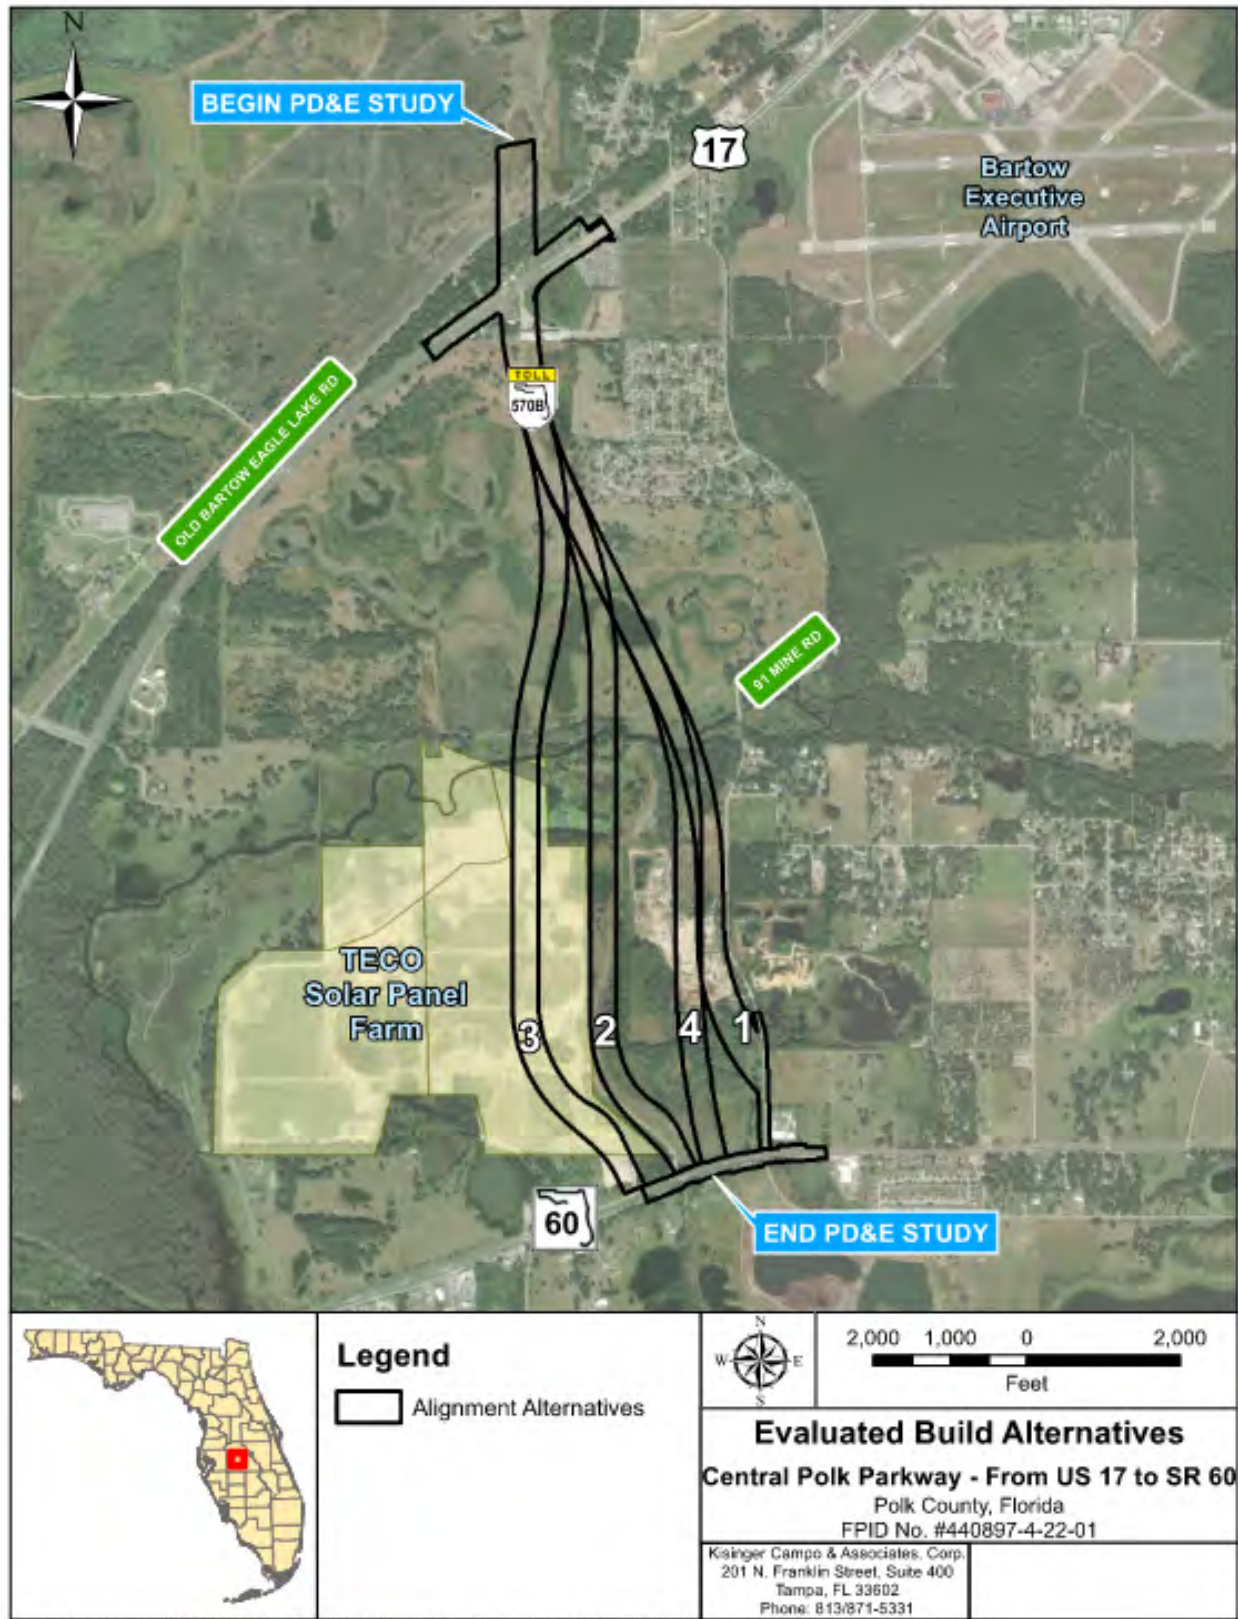 N
BEGIN PD&E STUDY
17
Bartow
Executive
Airport
TOLL
570B
OLD BARTOW EAGLE LAKE RD
91 MINE RD
TECO
Solar Panel
Farm
3
2
4
1
60
END PD&E STUDY
Legend
Alignment Alternatives
N
W
E
S
2,000 1,000 0 2,000
Feet
Evaluated Build Alternatives
Central Polk Parkway - From US 17 to SR 60
Polk County, Florida
FPID No. #440897-4-22-01
Kisinger Campo & Associates, Corp.
201 N. Franklin Street, Suite 400
Tampa, FL 33602
Phone: 813/871-5331